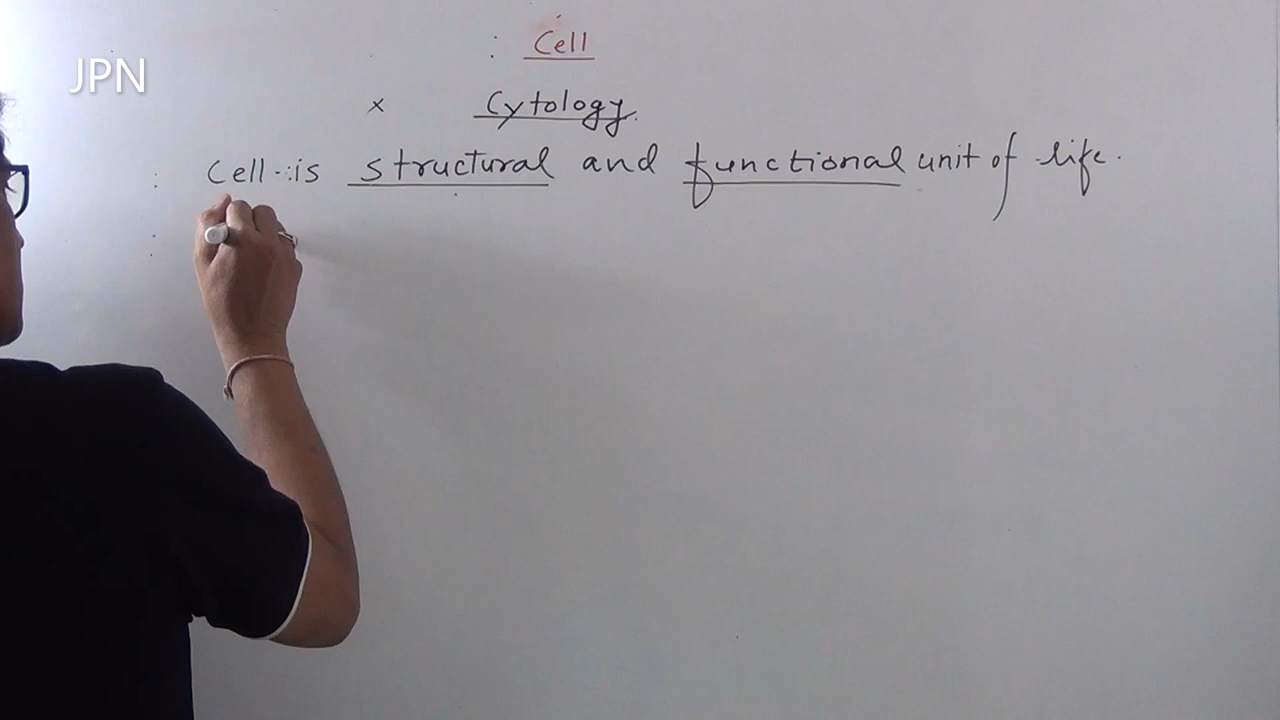 JPN
: Cell
x Cytology.
Cell is structural and functional unit of life.